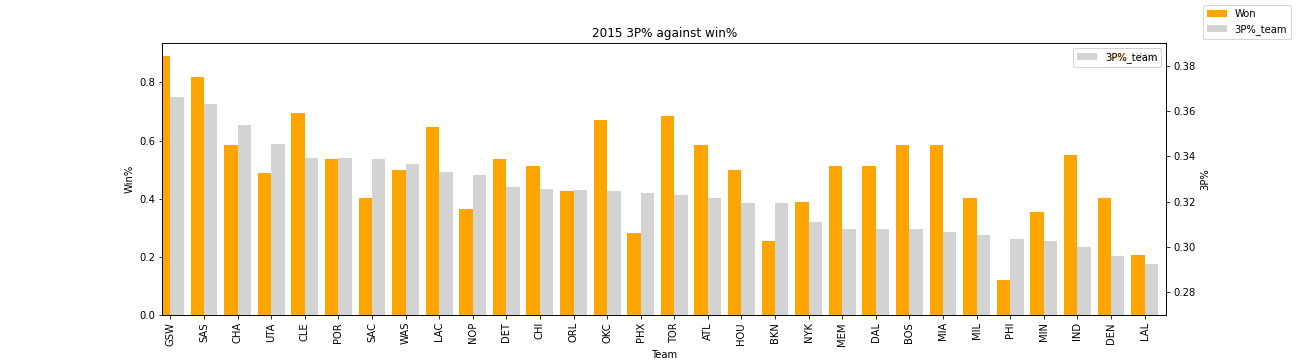 Won
3P%_team
2015 3P% against win%
3P%_team
0.8
0.6
0.4
0.2
0.0
Win%
0.38
0.36
0.34
0.32
0.30
0.28
3P%
GSW SAS CHA UTA CLE POR SAC WAS LAC NOP DET CHI ORL OKC PHX TOR ATL HOU BKN NYK MEM DAL BOS MIA MIL PHI MIN IND DEN LAL
Team